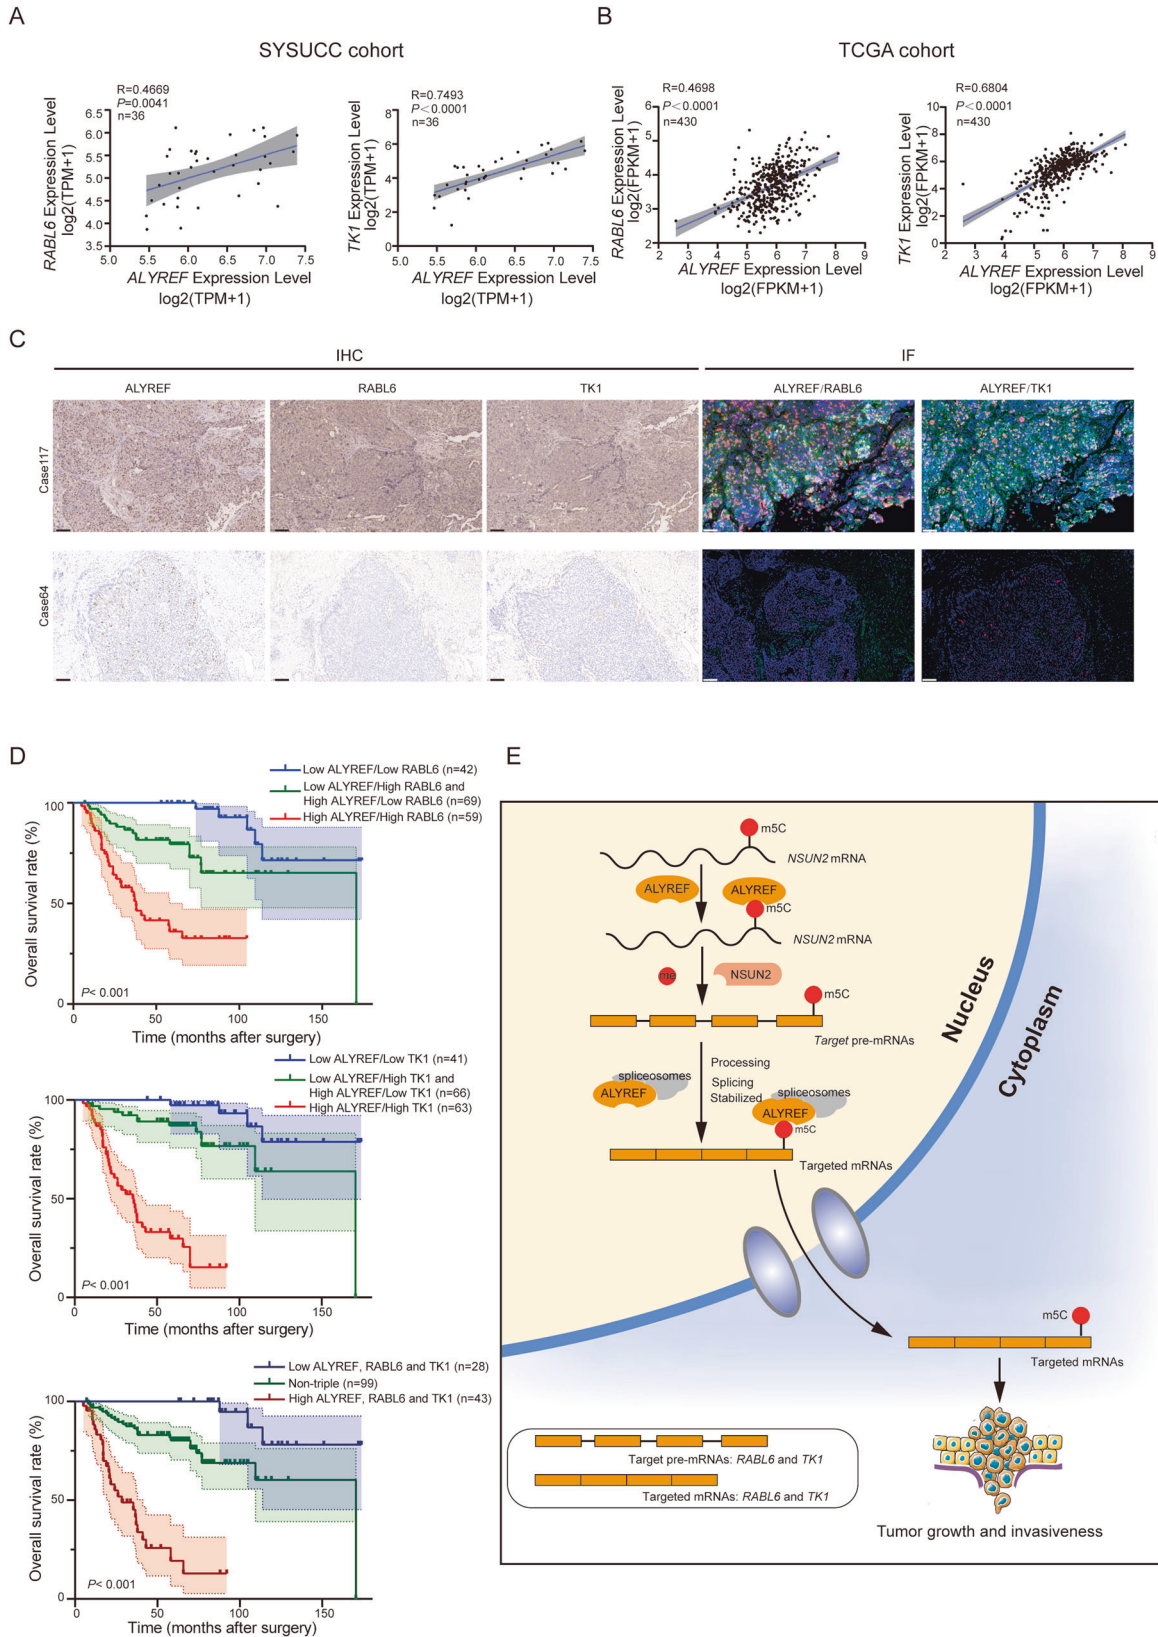 A
B
SYSUCC cohort
TCGA cohort
R=0.4669
P=0.0041
n=36
RABL6 Expression Level
log2(TPM+1)
6.5
6.0
5.5
5.0
4.5
4.0
3.5
5.0
5.5
6.0
6.5
7.0
7.5
ALYREF Expression Level
log2(TPM+1)
R=0.7493
P＜0.0001
n=36
TK1 Expression Level
log2(TPM+1)
8
6
4
2
0
5.0
5.5
6.0
6.5
7.0
7.5
ALYREF Expression Level
log2(TPM+1)
R=0.4698
P＜0.0001
n=430
RABL6 Expression Level
log2(FPKM+1)
6
5
4
3
2
2
3
4
5
6
7
8
9
ALYREF Expression Level
log2(FPKM+1)
R=0.6804
P＜0.0001
n=430
TK1 Expression Level
log2(FPKM+1)
10
8
6
4
2
0
2
3
4
5
6
7
8
9
ALYREF Expression Level
log2(FPKM+1)
C
IHC
IF
ALYREF
RABL6
TK1
ALYREF/RABL6
ALYREF/TK1
Case117
Case64
D
Low ALYREF/Low RABL6 (n=42)
Low ALYREF/High RABL6 and
High ALYREF/Low RABL6 (n=69)
High ALYREF/High RABL6 (n=59)
Overall survival rate (%)
100
50
0
P< 0.001
0
50
100
150
Time (months after surgery)
Low ALYREF/Low TK1 (n=41)
Low ALYREF/High TK1 and
High ALYREF/Low TK1 (n=66)
High ALYREF/High TK1 (n=63)
Overall survival rate (%)
100
50
0
P< 0.001
0
50
100
150
Time (months after surgery)
Low ALYREF, RABL6 and TK1 (n=28)
Non-triple (n=99)
High ALYREF, RABL6 and TK1 (n=43)
Overall survival rate (%)
100
50
0
P< 0.001
0
50
100
150
Time (months after surgery)
E
m5C
NSUN2 mRNA
ALYREF
ALYREF
m5C
NSUN2 mRNA
me
NSUN2
m5C
Target pre-mRNAs
Processing
Splicing
Stabilized
spliceosomes
ALYREF
spliceosomes
ALYREF
m5C
Targeted mRNAs
Nucleus
Cytoplasm
m5C
Targeted mRNAs
Target pre-mRNAs: RABL6 and TK1
Targeted mRNAs: RABL6 and TK1
Tumor growth and invasiveness